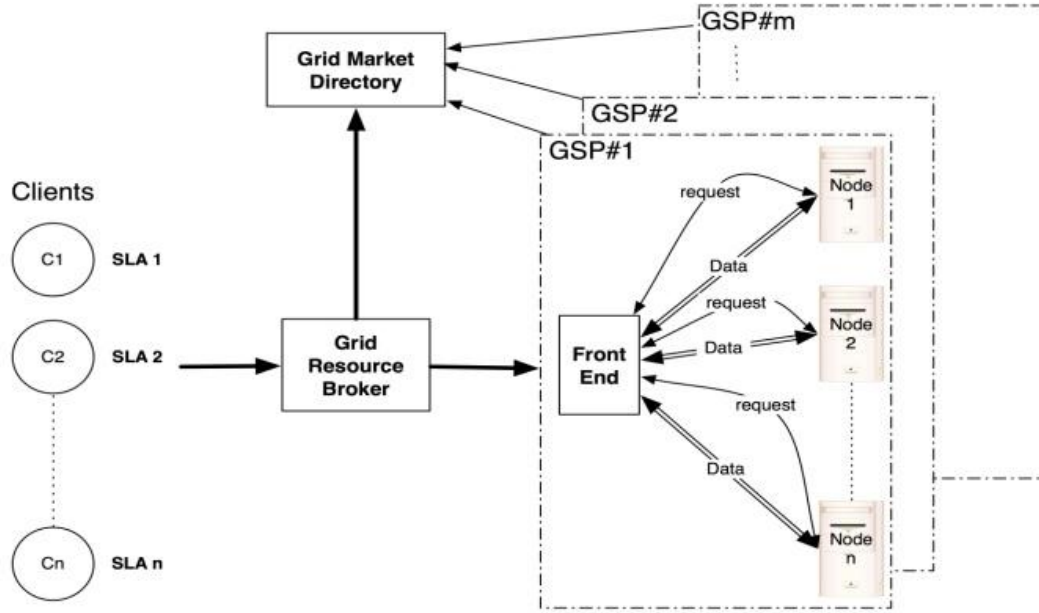 GSP#m
Grid Market
Directory
GSP#2
GSP#1
Clients
C1
SLA 1
C2
SLA 2
Cn
SLA n
Grid
Resource
Broker
Front
End
request
Data
request
Data
request
Data
Node
1
Node
2
Node
n